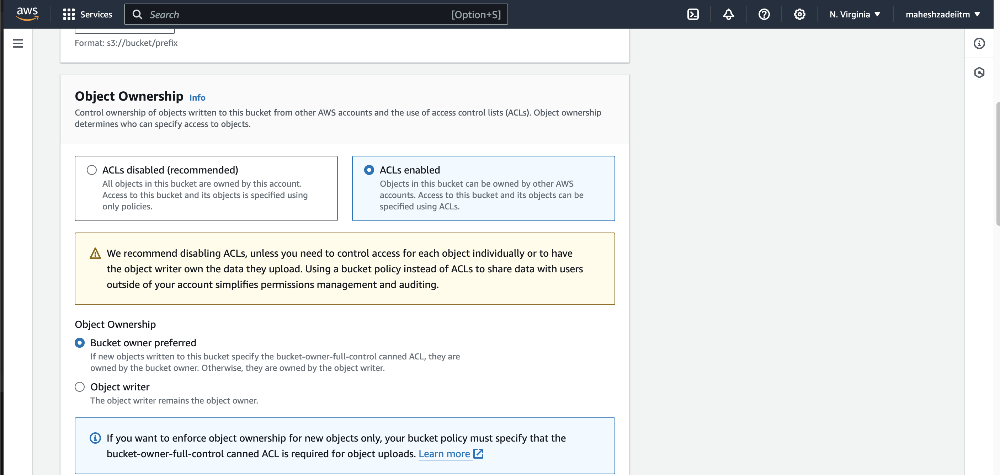 aws
Services
Search
[Option+S]
N. Virginia
maheshzadeiitm
Format: s3://bucket/prefix
Object Ownership Info
Control ownership of objects written to this bucket from other AWS accounts and the use of access control lists (ACLs). Object ownership
determines who can specify access to objects.
ACLs disabled (recommended)
All objects in this bucket are owned by this account.
Access to this bucket and its objects is specified using
only policies.
ACLs enabled
Objects in this bucket can be owned by other AWS
accounts. Access to this bucket and its objects can be
specified using ACLs.
We recommend disabling ACLs, unless you need to control access for each object individually or to have
the object writer own the data they upload. Using a bucket policy instead of ACLs to share data with users
outside of your account simplifies permissions management and auditing.
Object Ownership
Bucket owner preferred
If new objects written to this bucket specify the bucket-owner-full-control canned ACL, they are
owned by the bucket owner. Otherwise, they are owned by the object writer.
Object writer
The object writer remains the object owner.
If you want to enforce object ownership for new objects only, your bucket policy must specify that the
bucket-owner-full-control canned ACL is required for object uploads. Learn more